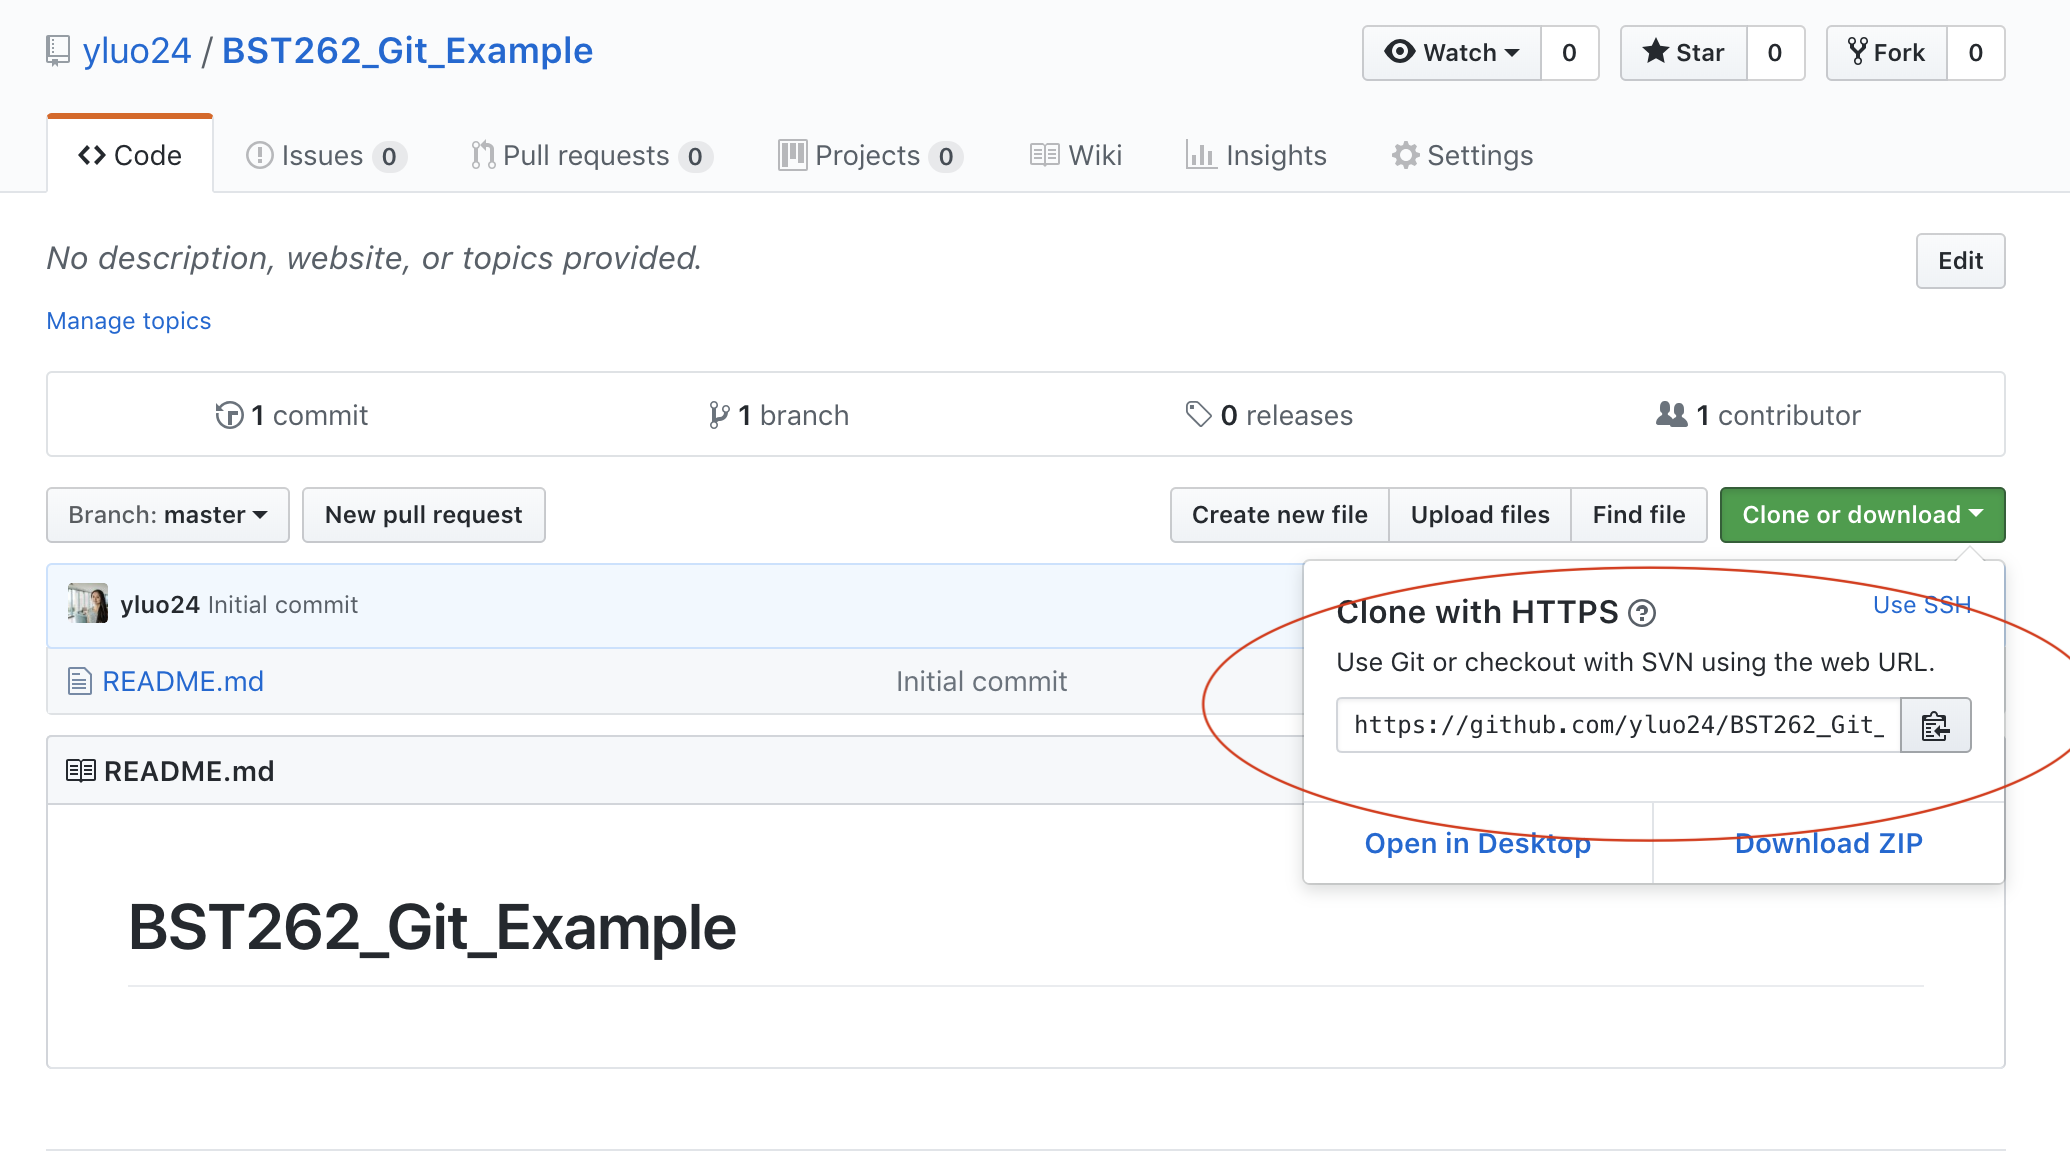 yluo24 / BST262_Git_Example
Watch 0 Star 0 Fork 0
Code Issues 0 Pull requests 0 Projects 0 Wiki Insights Settings
No description, website, or topics provided.
Edit
Manage topics
1 commit 1 branch 0 releases 1 contributor
Branch: master New pull request Create new file Upload files Find file Clone or download
yluo24 Initial commit
README.md Initial commit
Clone with HTTPS ?
Use SSH
Use Git or checkout with SVN using the web URL.
https://github.com/yluo24/BST262_Git_
Open in Desktop Download ZIP
README.md
BST262_Git_Example